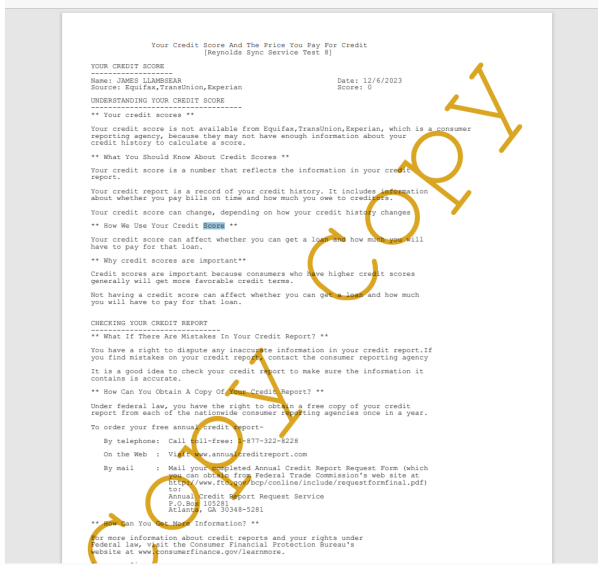 Your Credit Score And The Price You Pay For Credit
[Reynolds Sync Service Test 8]
YOUR CREDIT SCORE
-------------------
Name: JAMES LLAMBSEAR Date: 12/6/2023
Source: Equifax,TransUnion,Experian Score: 0
UNDERSTANDING YOUR CREDIT SCORE
-----------------------------------
** Your credit scores **
Your credit score is not available from Equifax,TransUnion,Experian, which is a consumer
reporting agency, because they may not have enough information about your
credit history to calculate a score.
** What You Should Know About Credit Scores **
Your credit score is a number that reflects the information in your credit
report.
Your credit report is a record of your credit history. It includes information
about whether you pay bills on time and how much you owe to creditors.
Your credit score can change, depending on how your credit history changes
** How We Use Your Credit Score **
Your credit score can affect whether you can get a loan and how much you will
have to pay for that loan.
** Why credit scores are important**
Credit scores are important because consumers who have higher credit scores
generally will get more favorable credit terms.
Not having a credit score can affect whether you can get a loan and how much
you will have to pay for that loan.
CHECKING YOUR CREDIT REPORT
------------------------------
** What If There Are Mistakes In Your Credit Report? **
You have a right to dispute any inaccurate information in your credit report.If
you find mistakes on your credit report, contact the consumer reporting agency
It is a good idea to check your credit report to make sure the information it
contains is accurate.
** How Can You Obtain A Copy Of Your Credit Report? **
Under federal law, you have the right to obtain a free copy of your credit
report from each of the nationwide consumer reporting agencies once in a year.
To order your free annual credit report-
By telephone: Call toll-free: 1-877-322-8228
On the Web : Visit www.annualcreditreport.com
By mail : Mail your completed Annual Credit Report Request Form (which
you can obtain from Federal Trade Commission's web site at
http://www.ftc.gov/bcp/conline/include/requestformfinal.pdf)
to:
Annual Credit Report Request Service
P.O.Box 105281
Atlanta, GA 30348-5281
** How Can You Get More Information? **
For more information about credit reports and your rights under
Federal law, visit the Consumer Financial Protection Bureau's
website at www.consumerfinance.gov/learnmore.
Copy
Copy